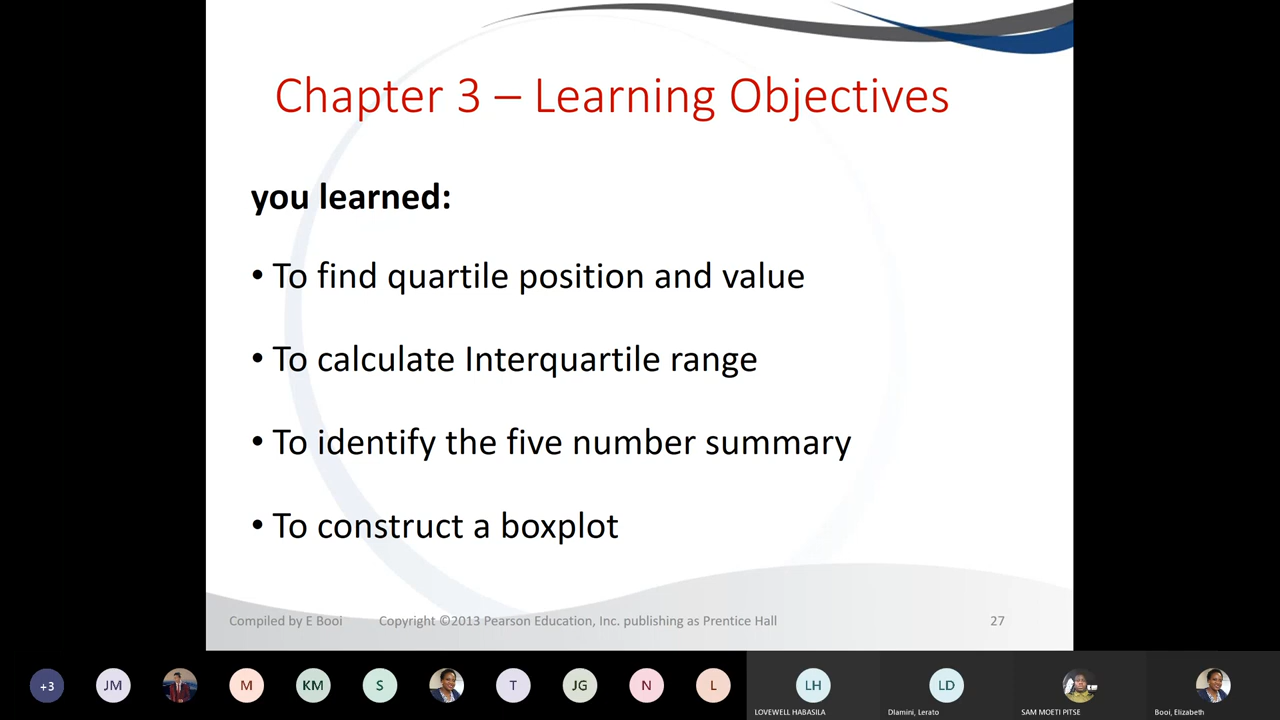 Chapter 3 – Learning Objectives
you learned:
• To find quartile position and value
• To calculate Interquartile range
• To identify the five number summary
• To construct a boxplot
Compiled by E Booi Copyright ©2013 Pearson Education, Inc. publishing as Prentice Hall 27
+3 JM M KM S T JG N L LH LD
LOVEWELL HABASILA Dlamini, Lerato SAM MOETI PITSE Booi, Elizabeth